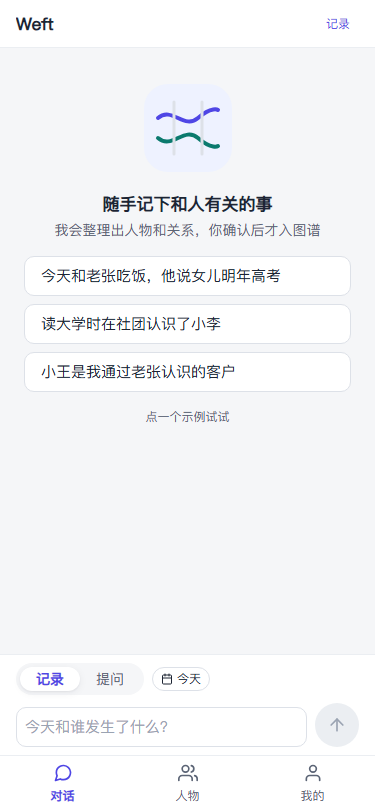 Weft
记录
随手记下和人有关的事
我会整理出人物和关系，你确认后才入图谱
今天和老张吃饭，他说女儿明年高考
读大学时在社团认识了小李
小王是我通过老张认识的客户
点一个示例试试
记录
提问
今天
今天和谁发生了什么?
对话
人物
我的